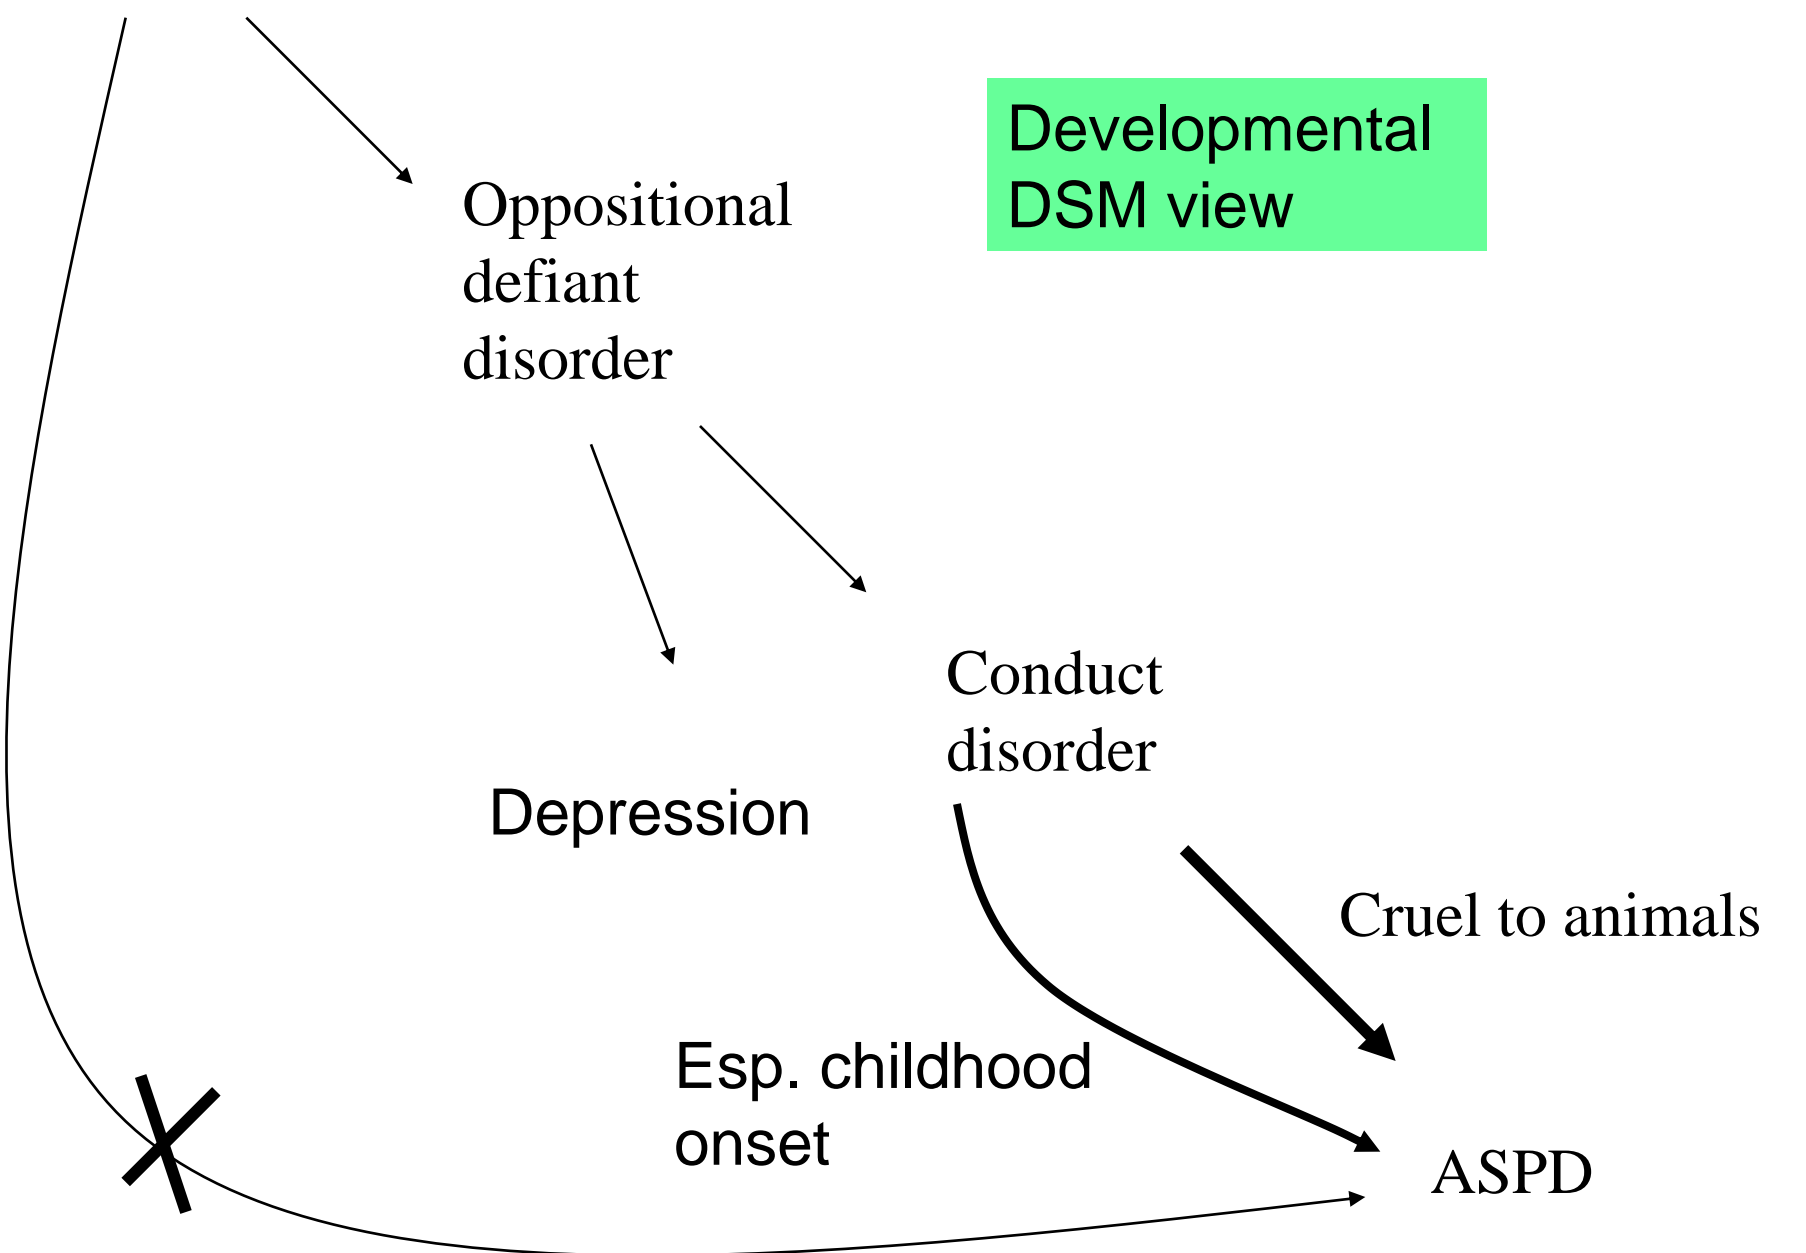 Developmental
DSM view
Oppositional
defiant
disorder
Conduct
disorder
Depression
Cruel to animals
Esp. childhood
onset
ASPD